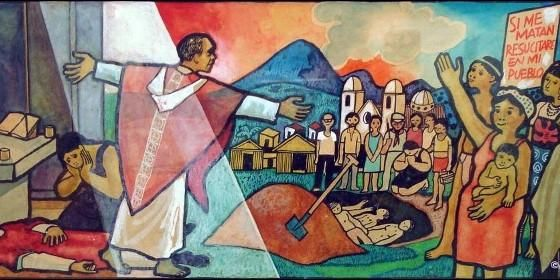 SI ME
MATAN
RESUCITARÉ
EN MI
PUEBLO
©